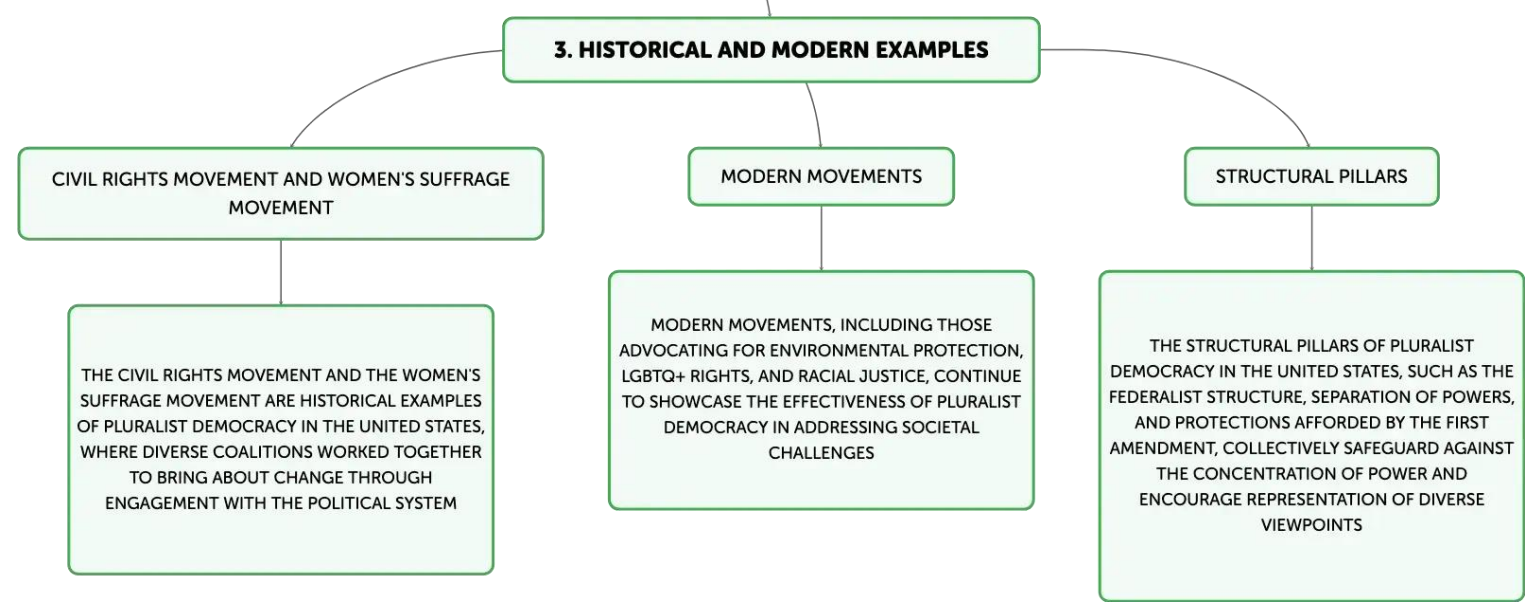 3. HISTORICAL AND MODERN EXAMPLES
CIVIL RIGHTS MOVEMENT AND WOMEN'S SUFFRAGE
MOVEMENT
MODERN MOVEMENTS
STRUCTURAL PILLARS
THE CIVIL RIGHTS MOVEMENT AND THE WOMEN'S
SUFFRAGE MOVEMENT ARE HISTORICAL EXAMPLES
OF PLURALIST DEMOCRACY IN THE UNITED STATES,
WHERE DIVERSE COALITIONS WORKED TOGETHER
TO BRING ABOUT CHANGE THROUGH
ENGAGEMENT WITH THE POLITICAL SYSTEM
MODERN MOVEMENTS, INCLUDING THOSE
ADVOCATING FOR ENVIRONMENTAL PROTECTION,
LGBTQ+ RIGHTS, AND RACIAL JUSTICE, CONTINUE
TO SHOWCASE THE EFFECTIVENESS OF PLURALIST
DEMOCRACY IN ADDRESSING SOCIETAL
CHALLENGES
THE STRUCTURAL PILLARS OF PLURALIST
DEMOCRACY IN THE UNITED STATES, SUCH AS THE
FEDERALIST STRUCTURE, SEPARATION OF POWERS,
AND PROTECTIONS AFFORDED BY THE FIRST
AMENDMENT, COLLECTIVELY SAFEGUARD AGAINST
THE CONCENTRATION OF POWER AND
ENCOURAGE REPRESENTATION OF DIVERSE
VIEWPOINTS